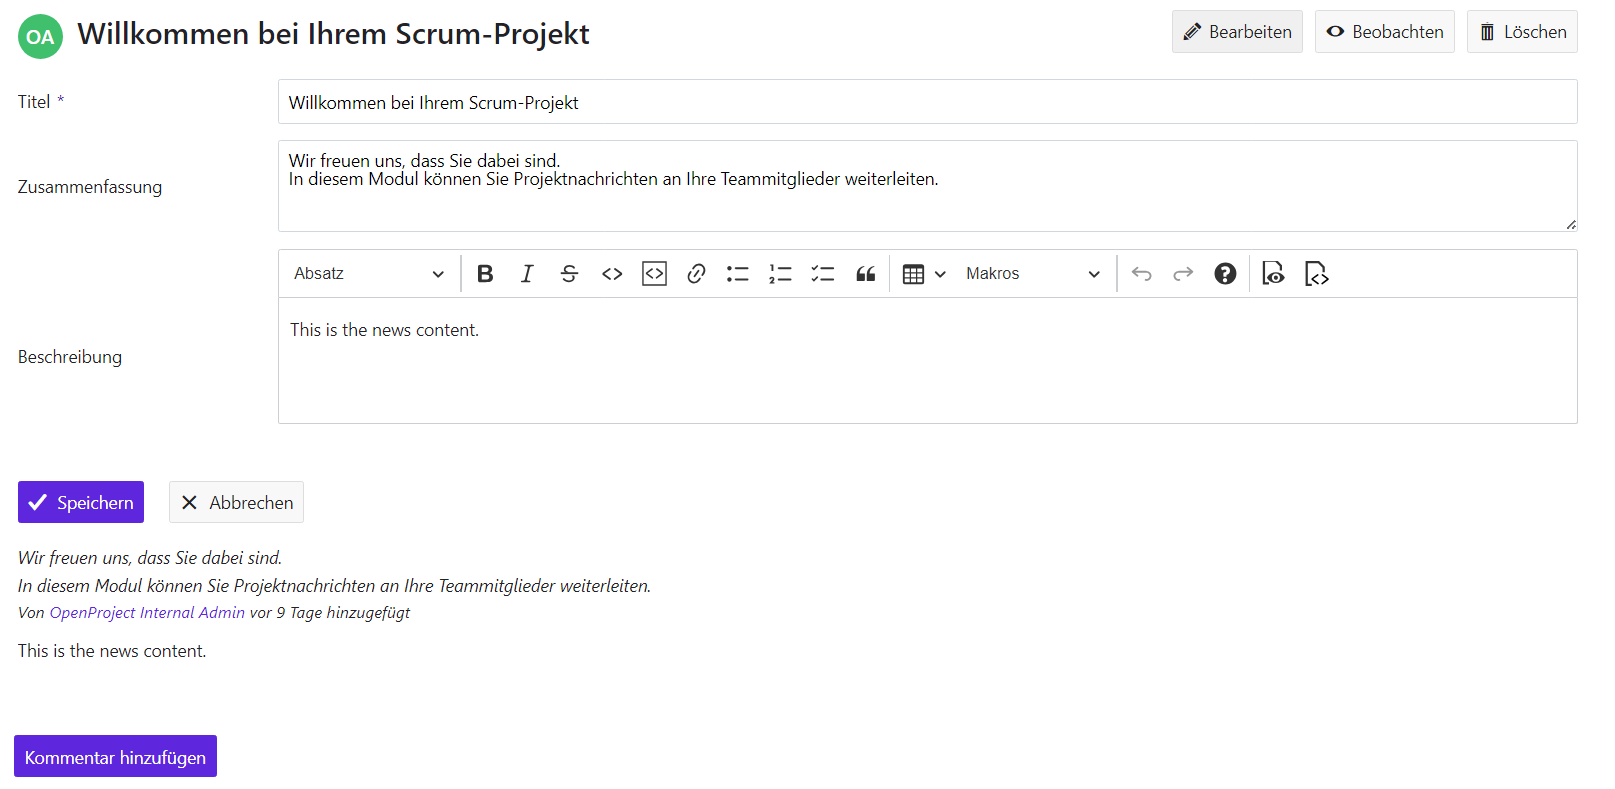 OA Willkommen bei Ihrem Scrum-Projekt Bearbeiten Beobachten Löschen
Titel * Willkommen bei Ihrem Scrum-Projekt
Zusammenfassung
Wir freuen uns, dass Sie dabei sind.
In diesem Modul können Sie Projektnachrichten an Ihre Teammitglieder weiterleiten.
Absatz B I S Makros
Beschreibung
This is the news content.
Speichern Abbrechen
Wir freuen uns, dass Sie dabei sind.
In diesem Modul können Sie Projektnachrichten an Ihre Teammitglieder weiterleiten.
Von OpenProject Internal Admin vor 9 Tage hinzugefügt
This is the news content.
Kommentar hinzufügen